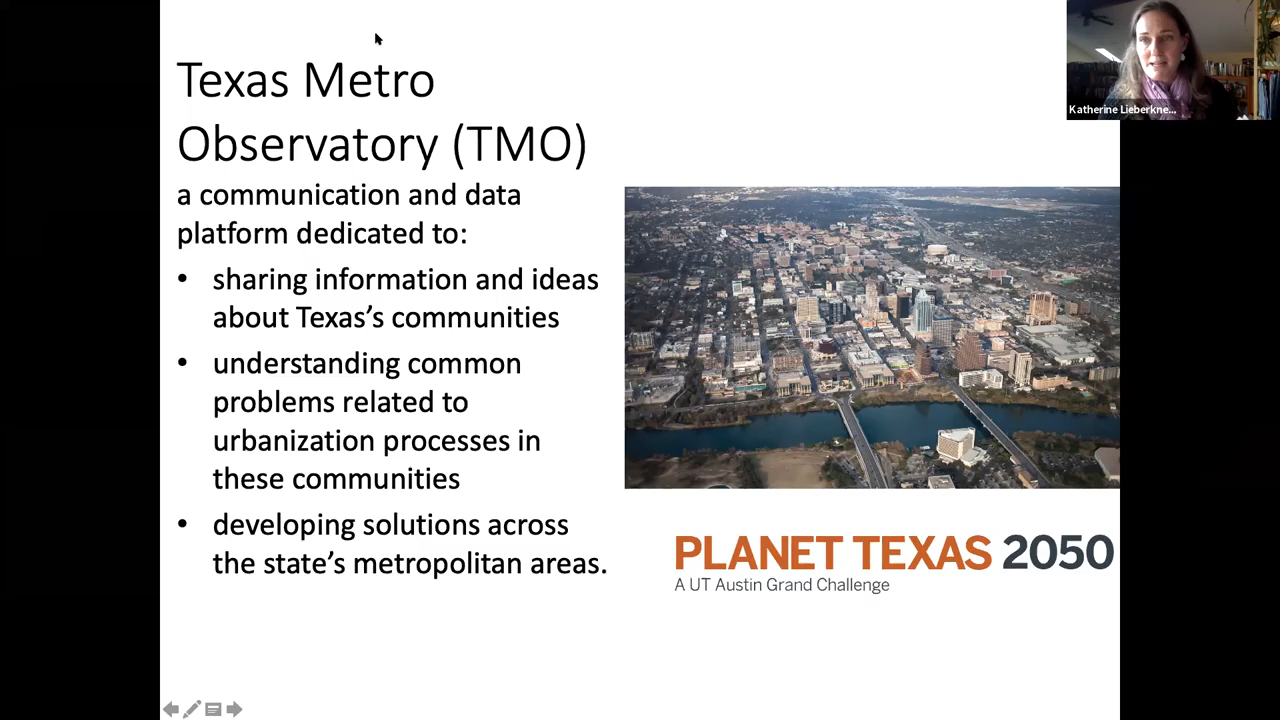 Texas Metro
Observatory (TMO)
a communication and data
platform dedicated to:
• sharing information and ideas
about Texas’s communities
• understanding common
problems related to
urbanization processes in
these communities
• developing solutions across
the state’s metropolitan areas.
PLANET TEXAS 2050
A UT Austin Grand Challenge
Katherine Lieberkne...